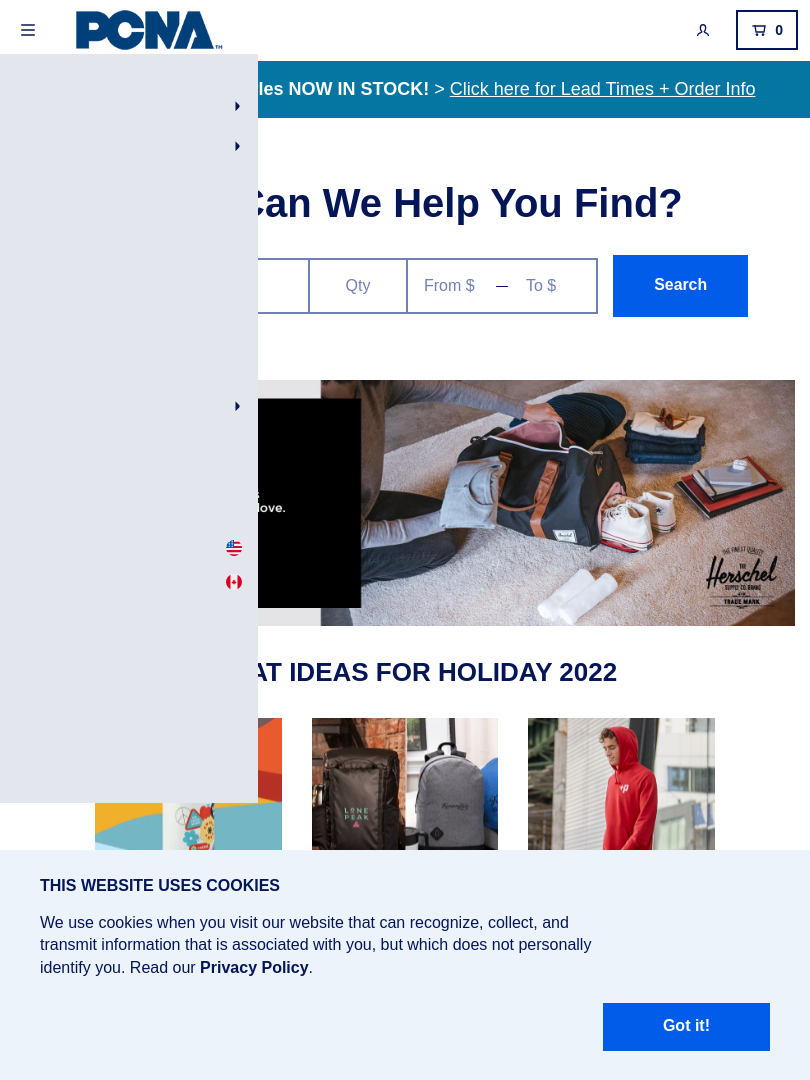 PCNA™
0
les NOW IN STOCK! > Click here for Lead Times + Order Info
Can We Help You Find?
Qty
From $ — To $
Search
love.
THE FINEST QUALITY
THE
Herschel
SUPPLY CO. BRAND
TRADE MARK
Herschel
AT IDEAS FOR HOLIDAY 2022
LONE
PEAK
THIS WEBSITE USES COOKIES
We use cookies when you visit our website that can recognize, collect, and
transmit information that is associated with you, but which does not personally
identify you. Read our Privacy Policy.
Got it!